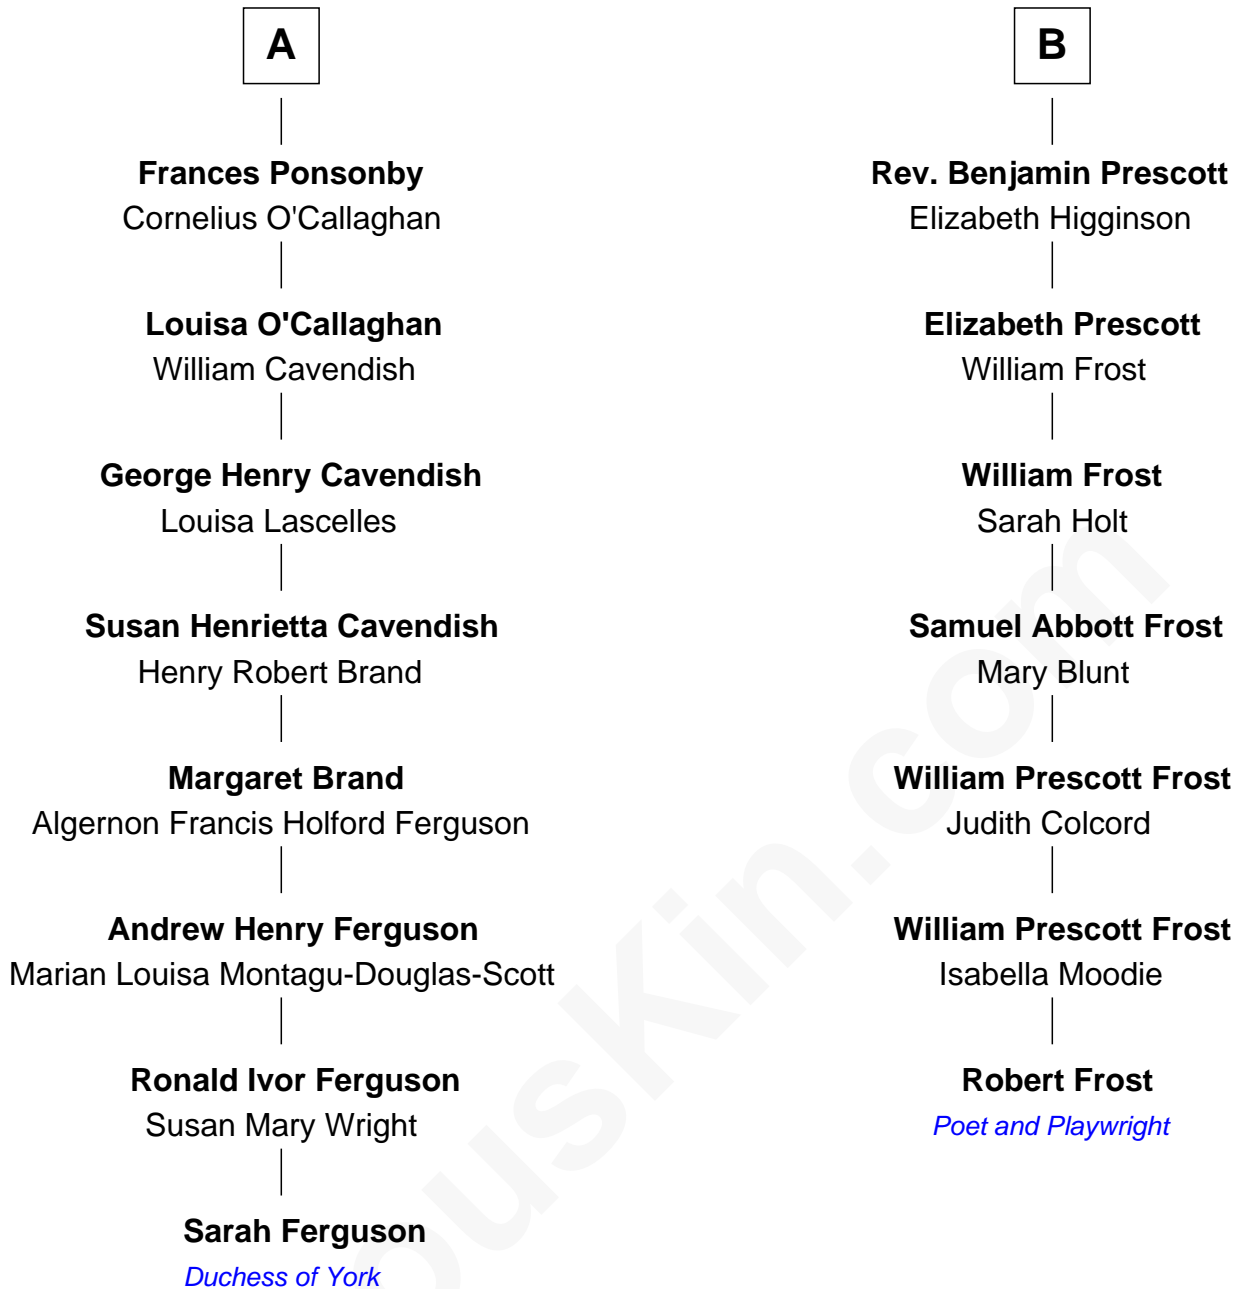 A
Frances Ponsonby
Cornelius O'Callaghan
Louisa O'Callaghan
William Cavendish
George Henry Cavendish
Louisa Lascelles
Susan Henrietta Cavendish
Henry Robert Brand
Margaret Brand
Algernon Francis Holford Ferguson
Andrew Henry Ferguson
Marian Louisa Montagu-Douglas-Scott
Ronald Ivor Ferguson
Susan Mary Wright
Sarah Ferguson
Duchess of York
B
Rev. Benjamin Prescott
Elizabeth Higginson
Elizabeth Prescott
William Frost
William Frost
Sarah Holt
Samuel Abbott Frost
Mary Blunt
William Prescott Frost
Judith Colcord
William Prescott Frost
Isabella Moodie
Robert Frost
Poet and Playwright